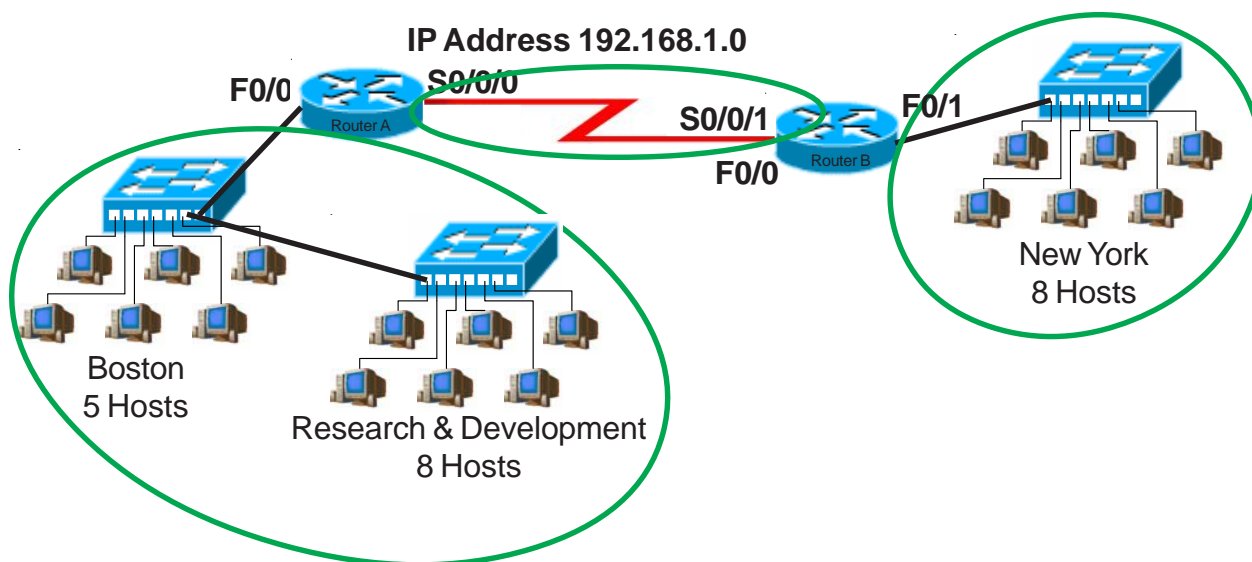 IP Address 192.168.1.0
F0/0
S0/0/0
Router A
S0/0/1
F0/1
Router B
F0/0
New York
8 Hosts
Boston
5 Hosts
Research & Development
8 Hosts